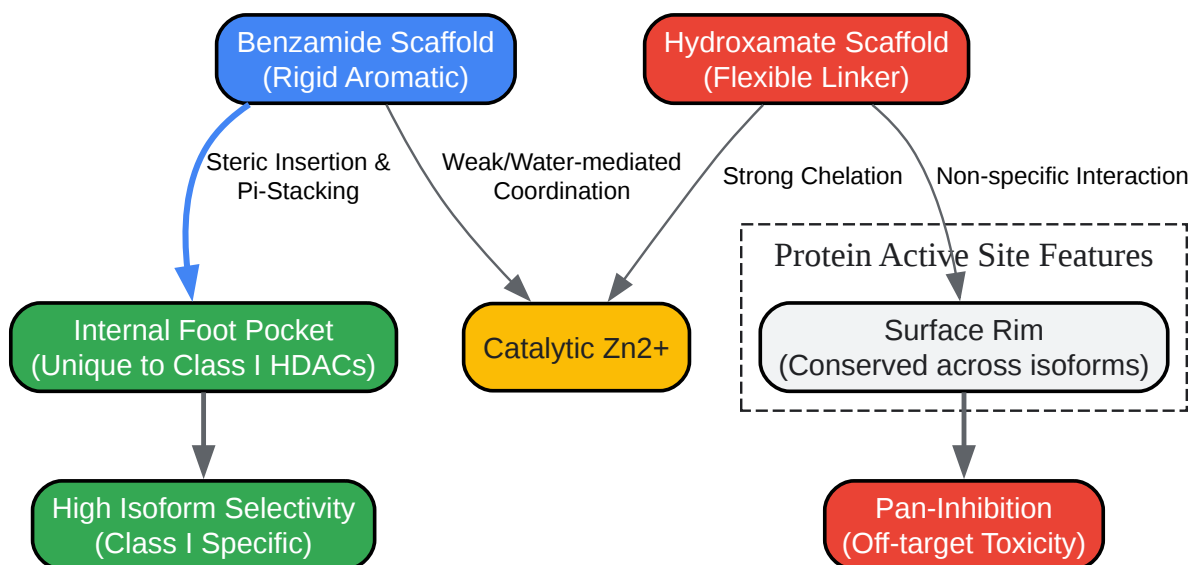 Benzamide Scaffold
(Rigid Aromatic)
Hydroxamate Scaffold
(Flexible Linker)
Steric Insertion &
Pi-Stacking
Weak/Water-mediated
Coordination
Strong Chelation
Non-specific Interaction
Protein Active Site Features
Internal Foot Pocket
(Unique to Class I HDACs)
Catalytic Zn2+
Surface Rim
(Conserved across isoforms)
High Isoform Selectivity
(Class I Specific)
Pan-Inhibition
(Off-target Toxicity)